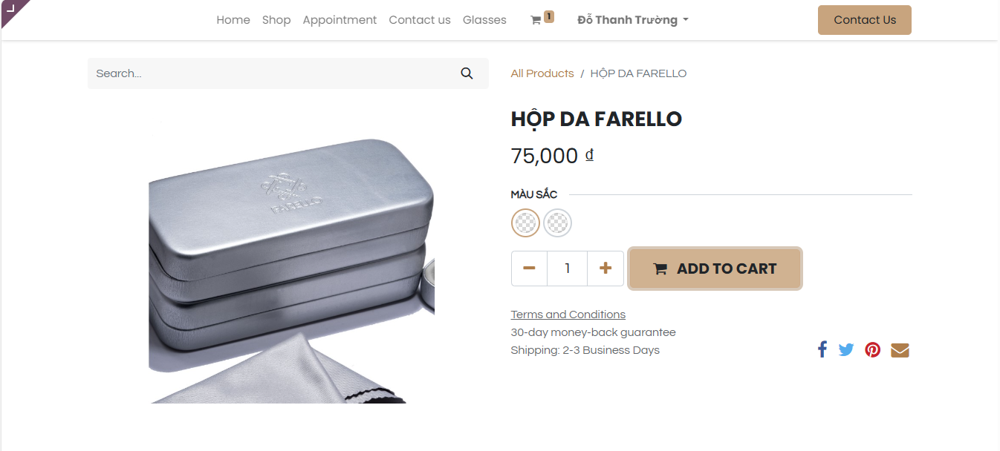 Home Shop Appointment Contact us Glasses 1 Đỗ Thanh Trường Contact Us
Search...
All Products / HỘP DA FARELLO
HỘP DA FARELLO
75,000 ₫
FARELLO
MÀU SẮC
1 ADD TO CART
Terms and Conditions
30-day money-back guarantee
Shipping: 2-3 Business Days